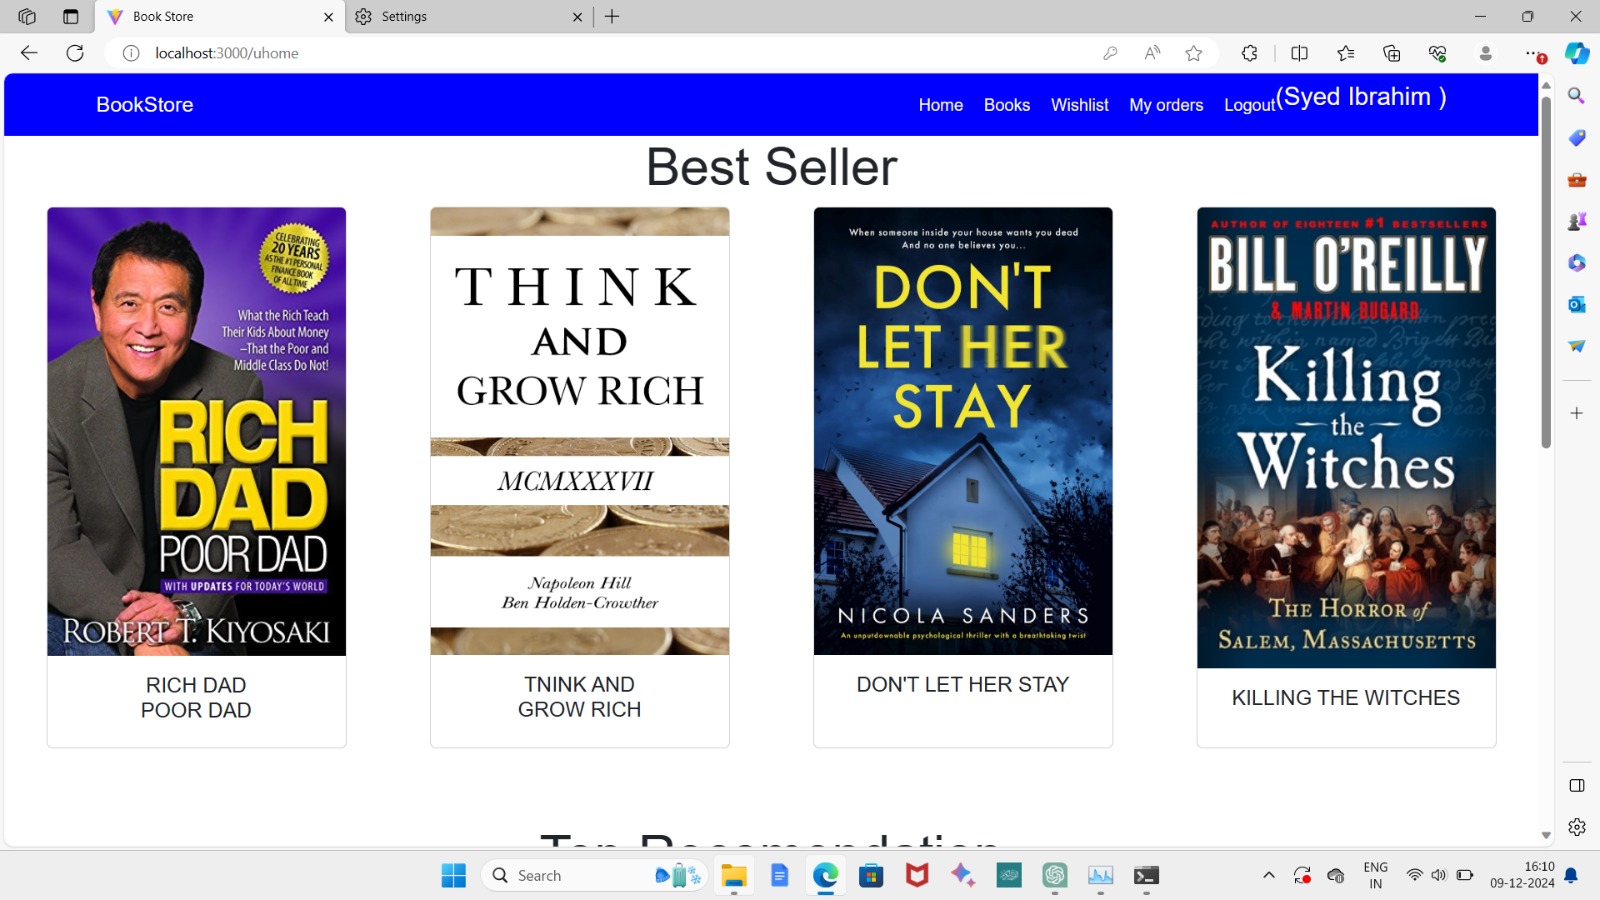 Book Store
Settings
localhost:3000/uhome
BookStore
Home Books Wishlist My orders Logout(Syed Ibrahim )
Best Seller
CELEBRATING
20 YEARS
AS THE #1 PERSONAL
FINANCE BOOK
OF ALL TIME
What the Rich Teach
Their Kids About Money
–That the Poor and
Middle Class Do Not!
RICH
DAD
POOR DAD
WITH UPDATES FOR TODAY'S WORLD
ROBERT T. KIYOSAKI
RICH DAD
POOR DAD
THINK
AND
GROW RICH
MCMXXXVII
Napoleon Hill
Ben Holden-Crowther
TNINK AND
GROW RICH
When someone inside your house wants you dead
And no one believes you...
DON'T
LET HER
STAY
NICOLA SANDERS
An unputdownable psychological thriller with a breathtaking twist
DON'T LET HER STAY
AUTHOR OF EIGHTEEN #1 BESTSELLERS
BILL O'REILLY
& MARTIN DUGARD
Killing
the
Witches
THE HORROR of
SALEM, MASSACHUSETTS
KILLING THE WITCHES
Top Recomendation
Search
ENG
IN
16:10
09-12-2024